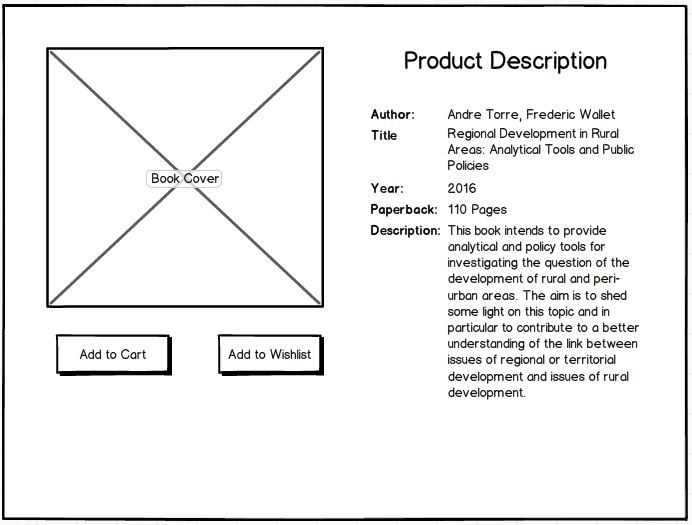 Book Cover
Add to Cart
Add to Wishlist
Product Description
Author: Andre Torre, Frederic Wallet
Title Regional Development in Rural
Areas: Analytical Tools and Public
Policies
Year: 2016
Paperback: 110 Pages
Description: This book intends to provide
analytical and policy tools for
investigating the question of the
development of rural and peri-
urban areas. The aim is to shed
some light on this topic and in
particular to contribute to a better
understanding of the link between
issues of regional or territorial
development and issues of rural
development.